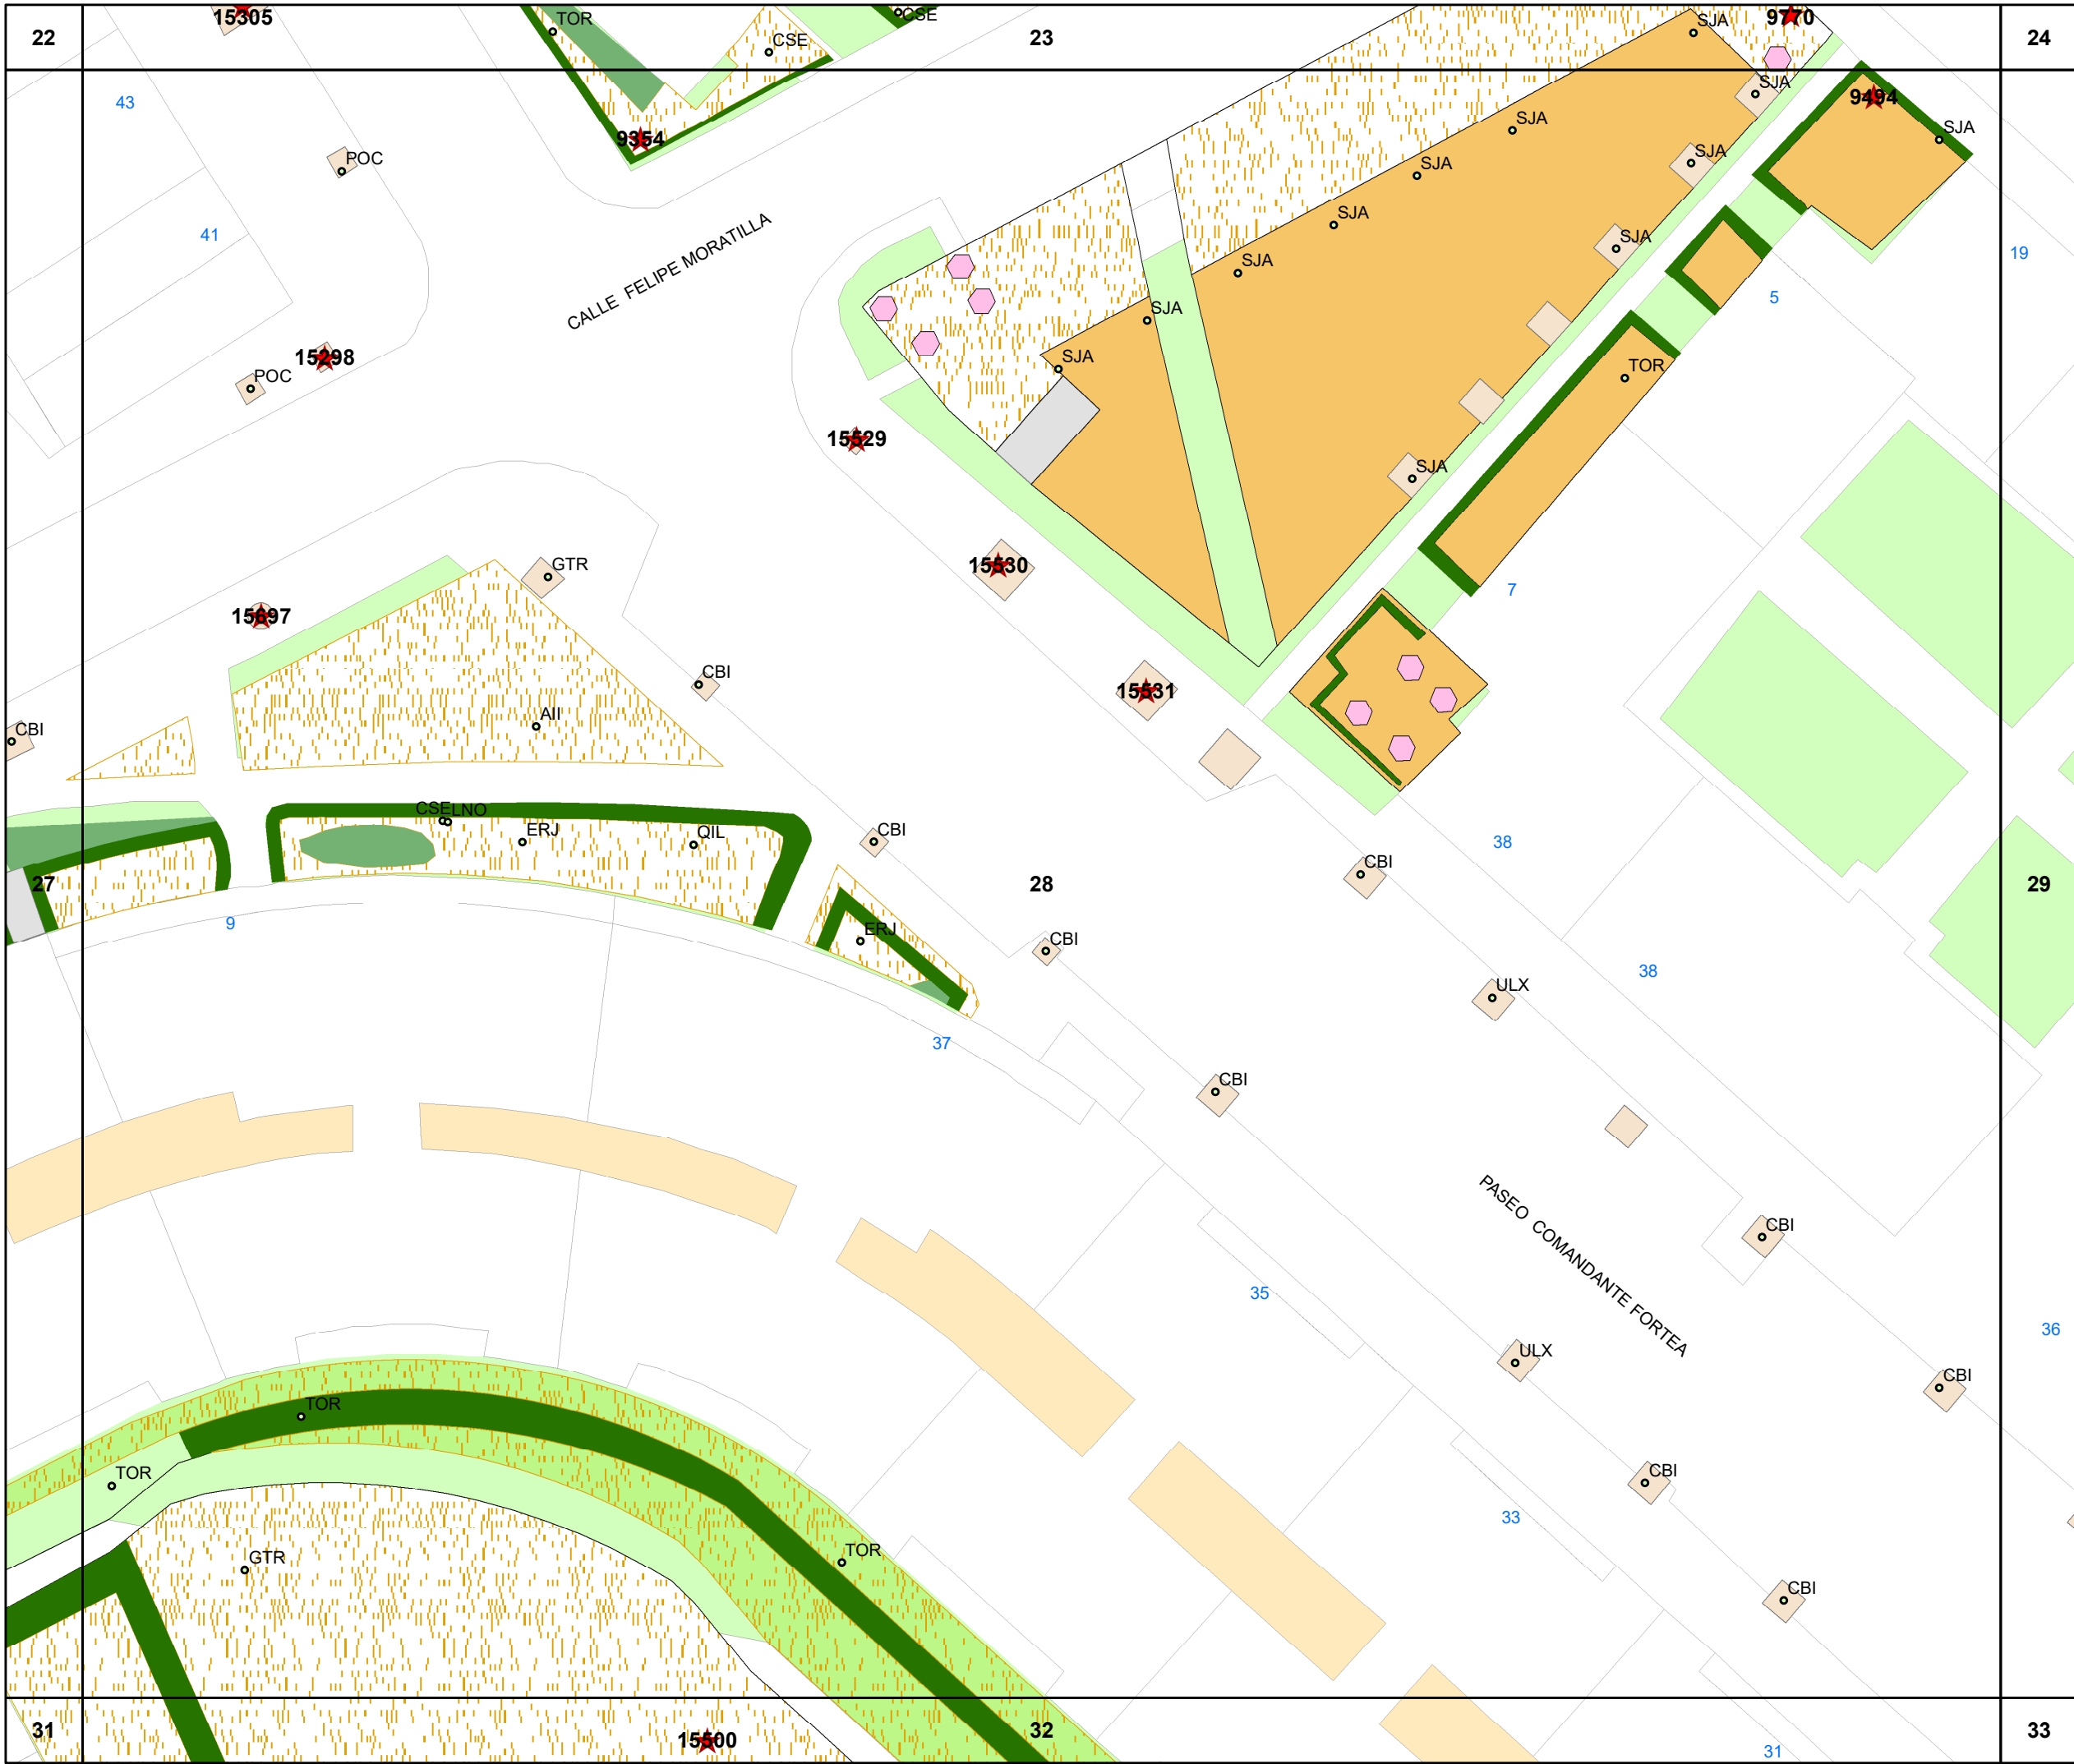 15305
TOR
CSE
CSE
SJA
9770
22
23
24
43
SJA
9494
SJA
SJA
9354
SJA
POC
SJA
CALLE FELIPE MORATILLA
SJA
41
SJA
SJA
19
5
SJA
15298
SJA
TOR
POC
15529
SJA
GTR
15530
7
15697
CBI
15531
AII
CBI
CSE
LNO
ERJ
QIL
CBI
38
CBI
27
28
29
9
ERJ
CBI
38
ULX
37
CBI
PASEO COMANDANTE FORTEA
CBI
35
36
ULX
CBI
TOR
TOR
CBI
33
TOR
GTR
CBI
31
15500
32
33
31